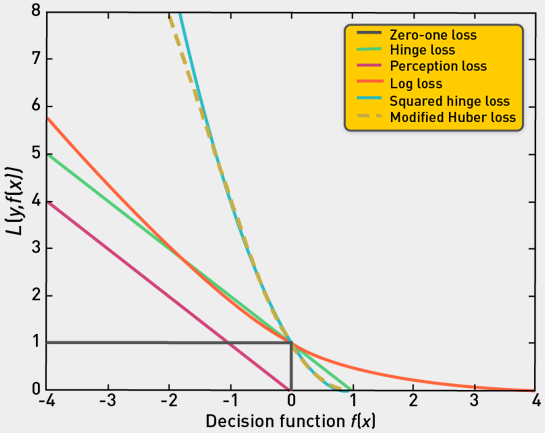 8
7
6
5
4
3
2
1
0
L(y,f(x))
Zero-one loss
Hinge loss
Perception loss
Log loss
Squared hinge loss
Modified Huber loss
-4 -3 -2 -1 0 1 2 3 4
Decision function f(x)